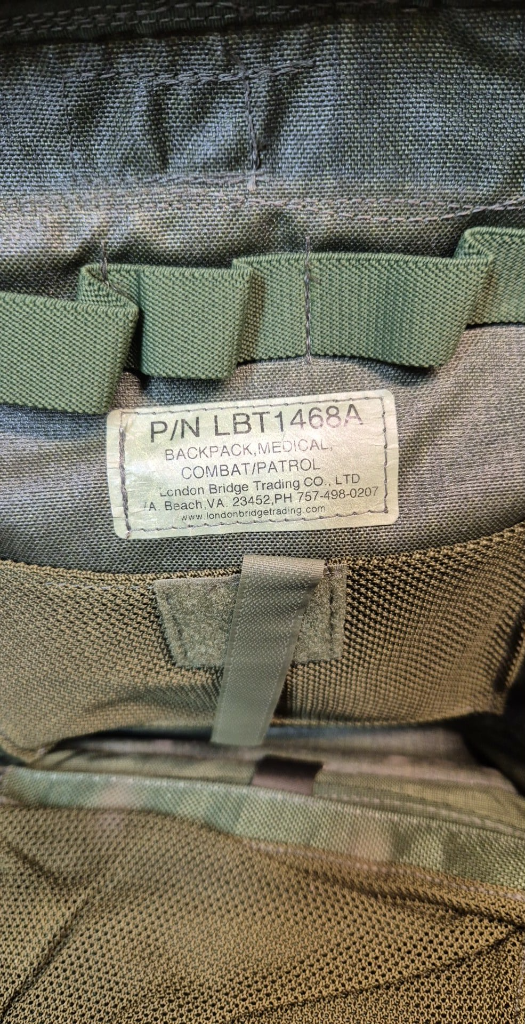 P/N LBT1468A
BACKPACK,MEDICAL,
COMBAT/PATROL
London Bridge Trading CO., LTD
A. Beach,VA. 23452,PH 757-498-0207
www.londonbridgetrading.com